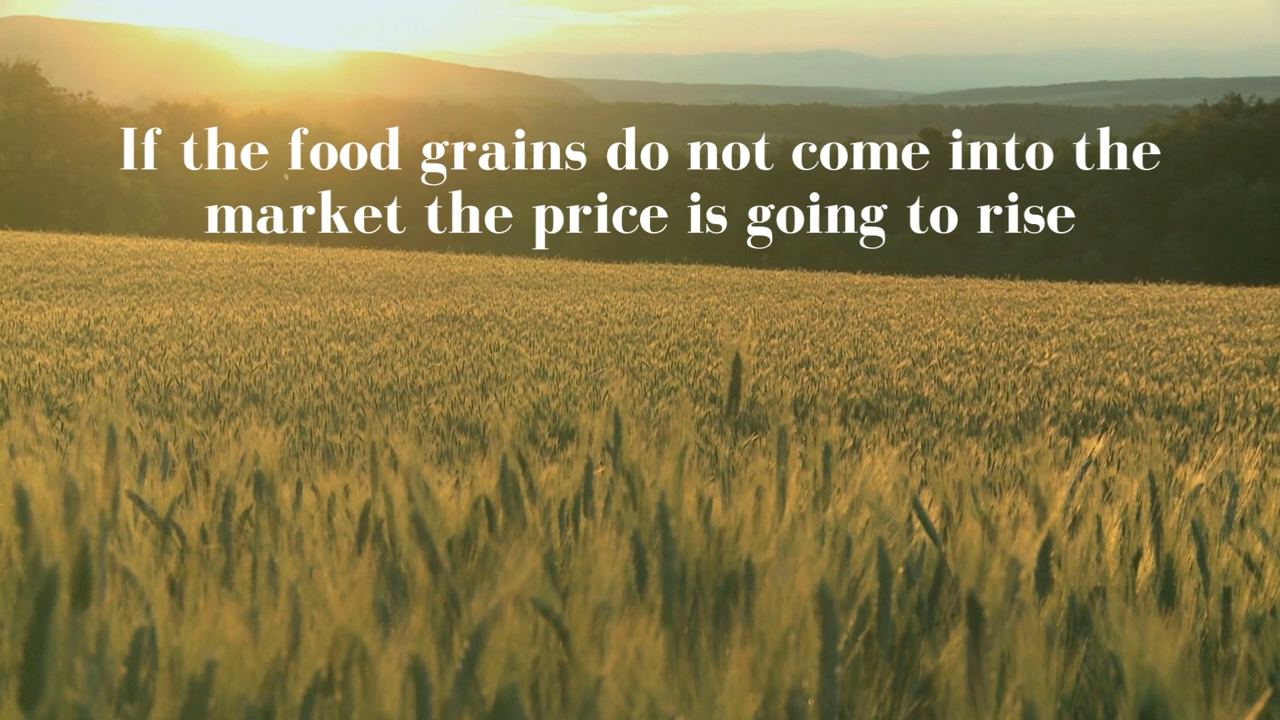 If the food grains do not come into the
market the price is going to rise